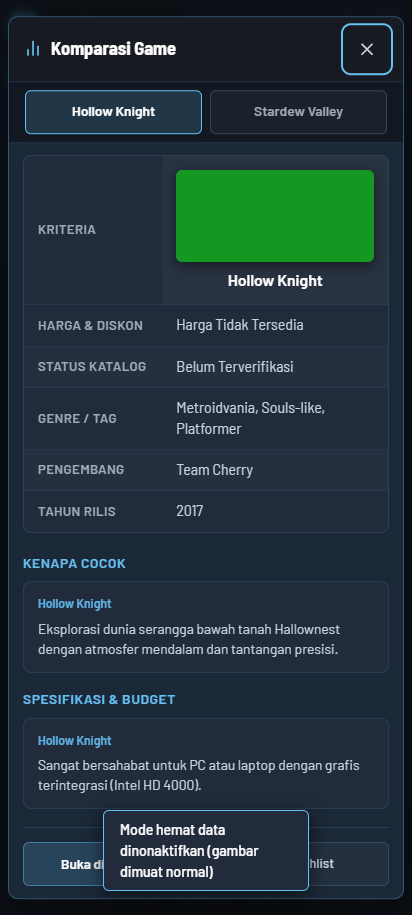 Komparasi Game
Hollow Knight
Stardew Valley
KRITERIA
Hollow Knight
HARGA & DISKON Harga Tidak Tersedia
STATUS KATALOG Belum Terverifikasi
GENRE / TAG Metroidvania, Souls-like,
Platformer
PENGEMBANG Team Cherry
TAHUN RILIS 2017
KENAPA COCOK
Hollow Knight
Eksplorasi dunia serangga bawah tanah Hallownest
dengan atmosfer mendalam dan tantangan presisi.
SPESIFIKASI & BUDGET
Hollow Knight
Sangat bersahabat untuk PC atau laptop dengan grafis
terintegrasi (Intel HD 4000).
Mode hemat data
dinonaktifkan (gambar
dimuat normal)
Buka